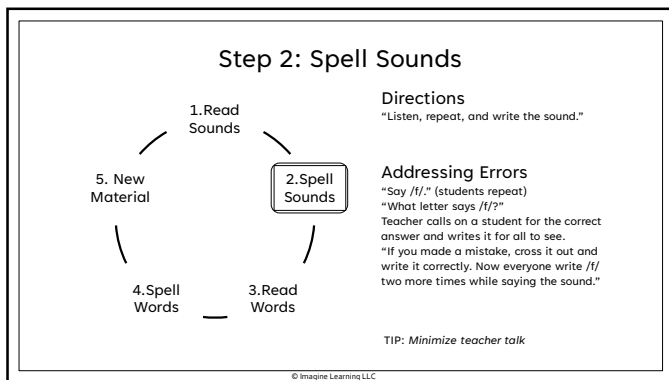 Step 2: Spell Sounds
1.Read
Sounds
2.Spell
Sounds
3.Read
Words
4.Spell
Words
5. New
Material
Directions
“Listen, repeat, and write the sound.”
Addressing Errors
“Say /f/.” (students repeat)
“What letter says /f/?”
Teacher calls on a student for the correct
answer and writes it for all to see.
“If you made a mistake, cross it out and
write it correctly. Now everyone write /f/
two more times while saying the sound.”
TIP: Minimize teacher talk
© Imagine Learning LLC